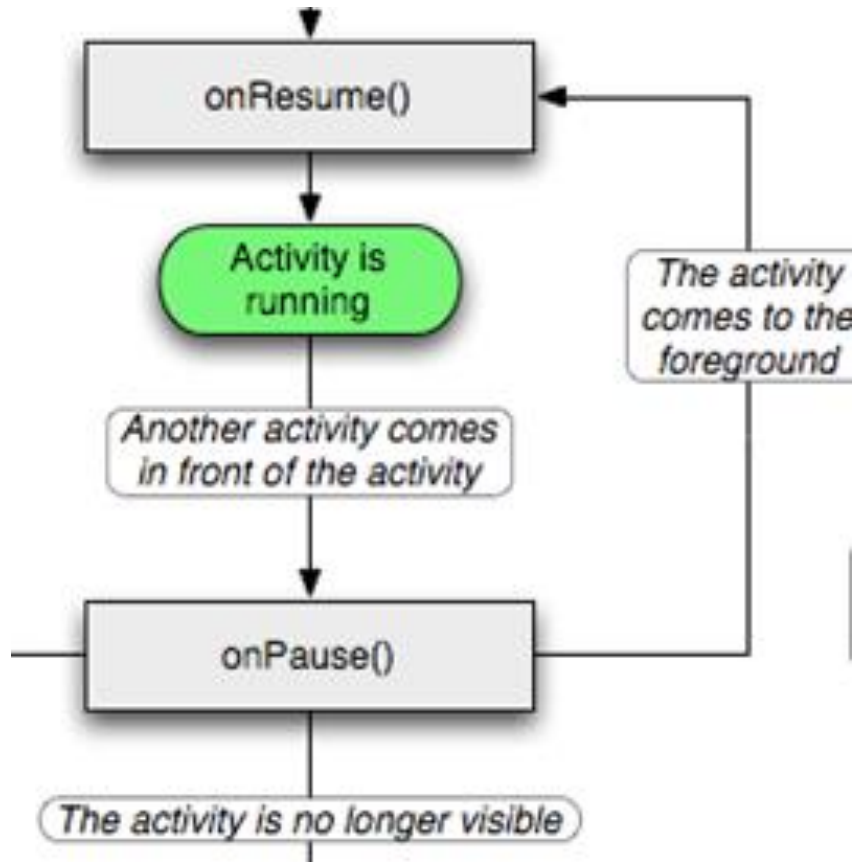 onResume()
Activity is
running
The activity
comes to the
foreground
Another activity comes
in front of the activity
onPause()
The activity is no longer visible